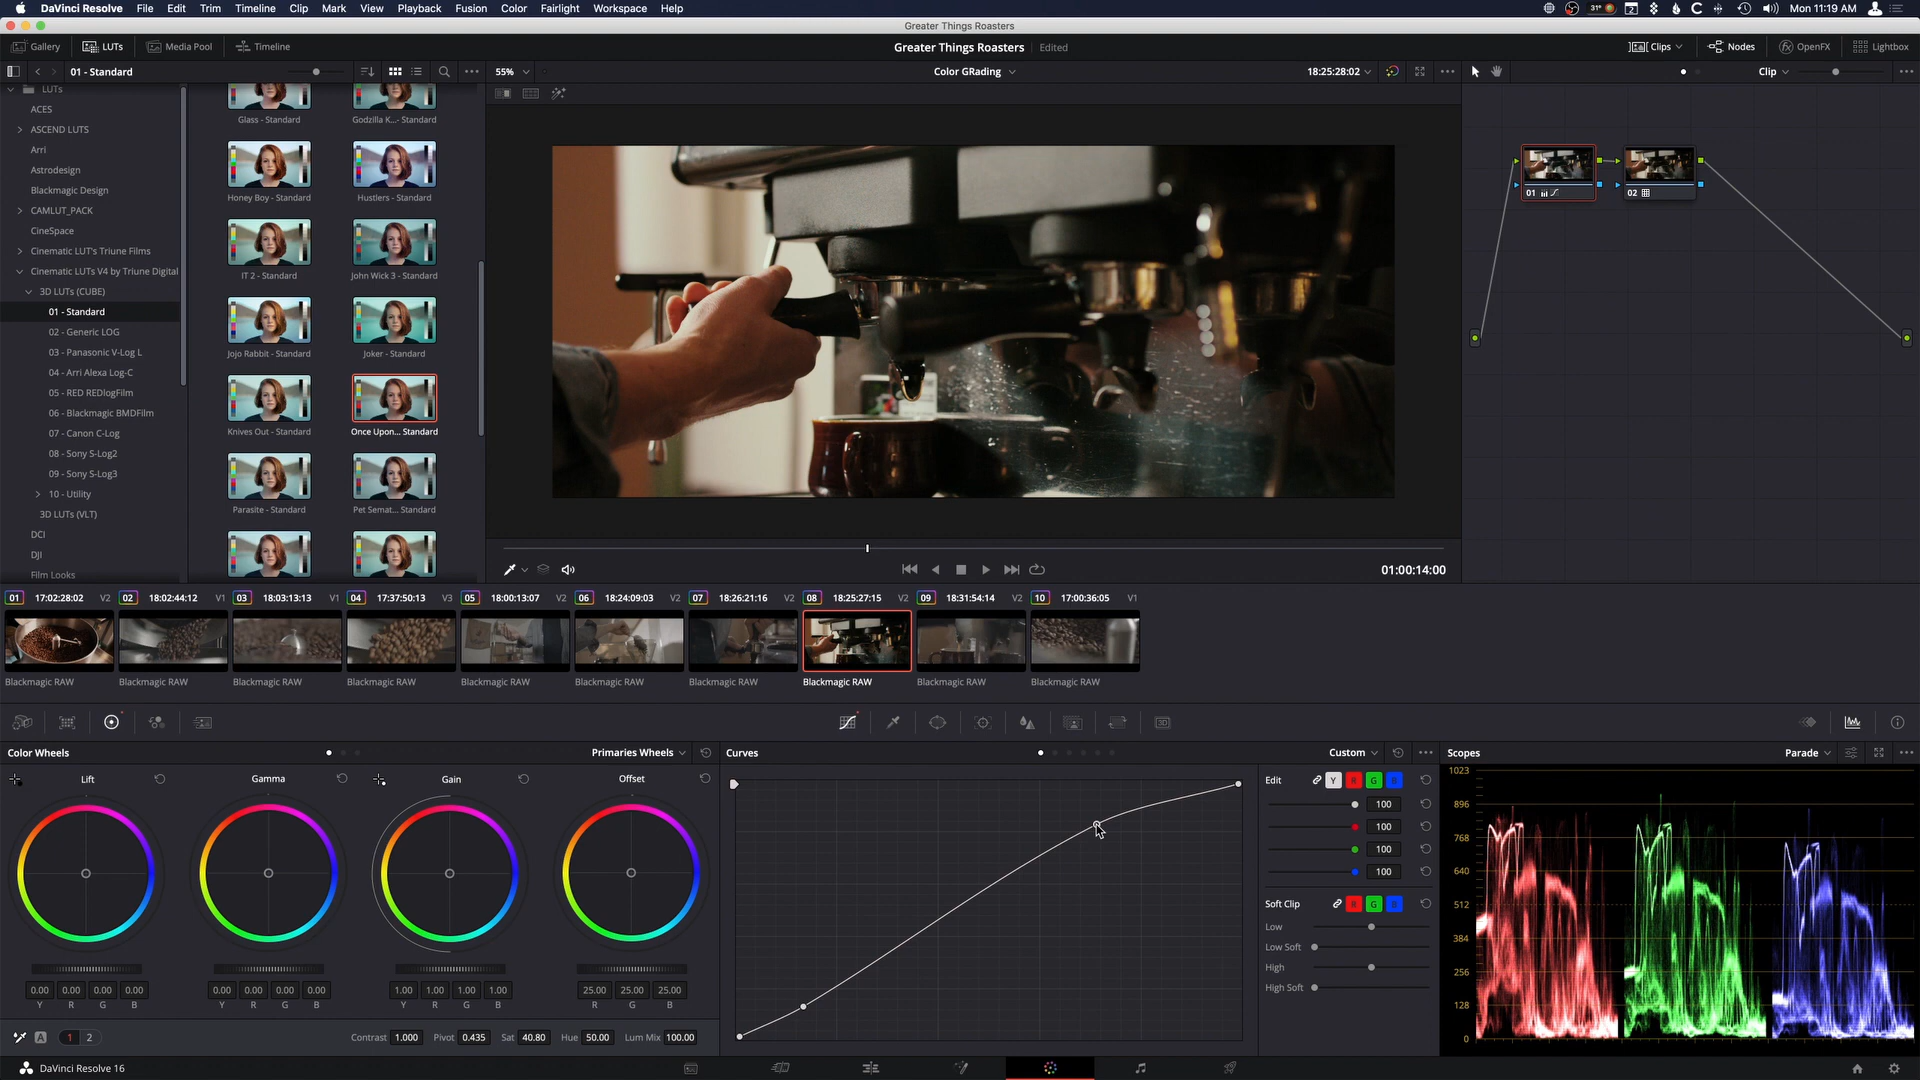 DaVinci Resolve File Edit Trim Timeline Clip Mark View Playback Fusion Color Fairlight Workspace Help
31° 2 Mon 11:19 AM
Greater Things Roasters
Gallery LUTs Media Pool Timeline Greater Things Roasters Edited Clips Nodes OpenFX Lightbox
01 - Standard 55% Color GRading 18:25:28:02 Clip
LUTs
ACES
ASCEND LUTS
Arri
Astrodesign
Blackmagic Design
CAMLUT_PACK
CineSpace
Cinematic LUT's Triune Films
Cinematic LUTs V4 by Triune Digital
3D LUTs (CUBE)
01 - Standard
02 - Generic LOG
03 - Panasonic V-Log L
04 - Arri Alexa Log-C
05 - RED REDlogFilm
06 - Blackmagic BMDFilm
07 - Canon C-Log
08 - Sony S-Log2
09 - Sony S-Log3
10 - Utility
3D LUTs (VLT)
DCI
DJI
Film Looks
Glass - Standard Godzilla K...- Standard
Honey Boy - Standard Hustlers - Standard
IT 2 - Standard John Wick 3 - Standard
Jojo Rabbit - Standard Joker - Standard
Knives Out - Standard Once Upon... Standard
Parasite - Standard Pet Semat... Standard
01 02
01:00:14:00
01 17:02:28:02 V2 02 18:02:44:12 V1 03 18:03:13:13 V1 04 17:37:50:13 V3 05 18:00:13:07 V2 06 18:24:09:03 V2 07 18:26:21:16 V2 08 18:25:27:15 V2 09 18:31:54:14 V2 10 17:00:36:05 V1
Blackmagic RAW Blackmagic RAW Blackmagic RAW Blackmagic RAW Blackmagic RAW Blackmagic RAW Blackmagic RAW Blackmagic RAW Blackmagic RAW Blackmagic RAW
3D
Color Wheels Primaries Wheels Curves Custom Scopes Parade
Lift Gamma Gain Offset
0.00 0.00 0.00 0.00 0.00 0.00 0.00 0.00 1.00 1.00 1.00 1.00 25.00 25.00 25.00
Y R G B Y R G B Y R G B R G B
A 1 2 Contrast 1.000 Pivot 0.435 Sat 40.80 Hue 50.00 Lum Mix 100.00
Edit Y R G B
100
100
100
100
Soft Clip R G B
Low
Low Soft
High
High Soft
1023
896
768
640
512
384
256
128
0
DaVinci Resolve 16